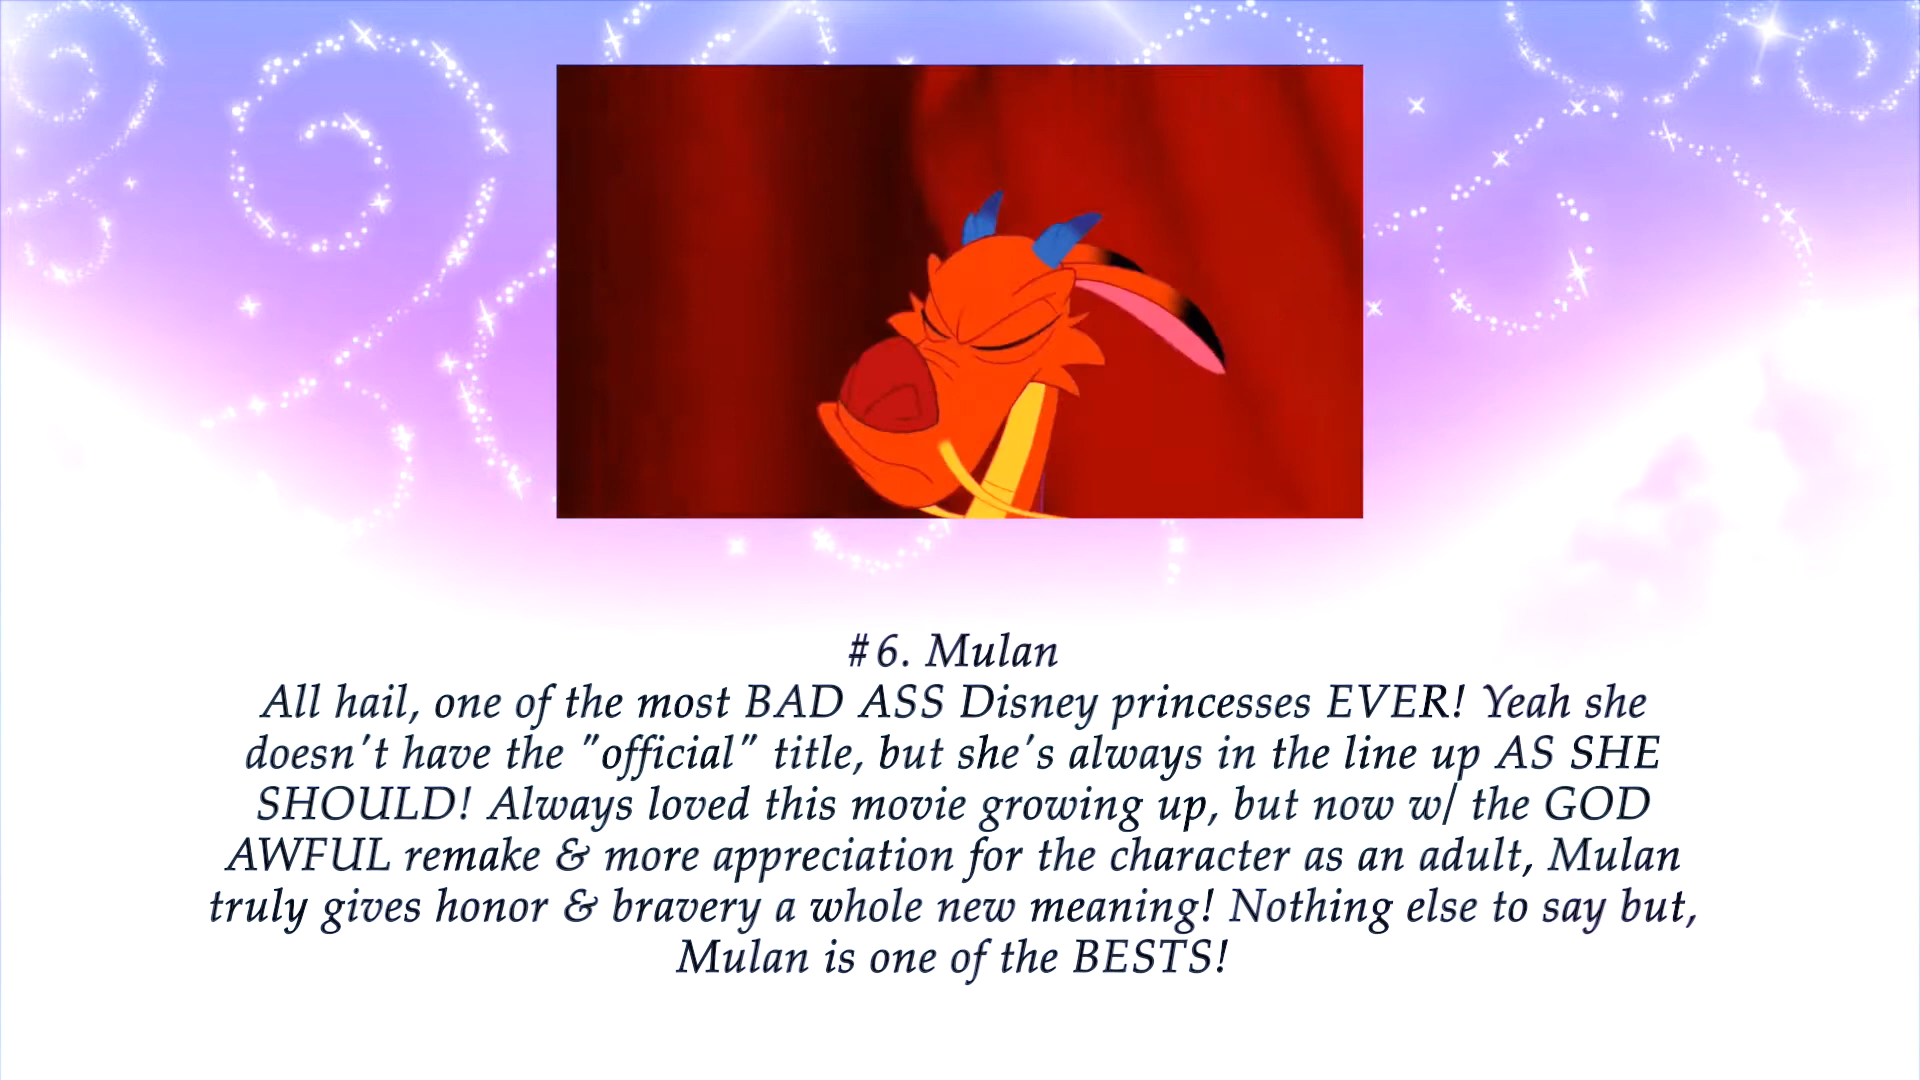 #6. Mulan
All hail, one of the most BAD ASS Disney princesses EVER! Yeah she
doesn't have the "official" title, but she's always in the line up AS SHE
SHOULD! Always loved this movie growing up, but now w/ the GOD
AWFUL remake & more appreciation for the character as an adult, Mulan
truly gives honor & bravery a whole new meaning! Nothing else to say but,
Mulan is one of the BESTS!